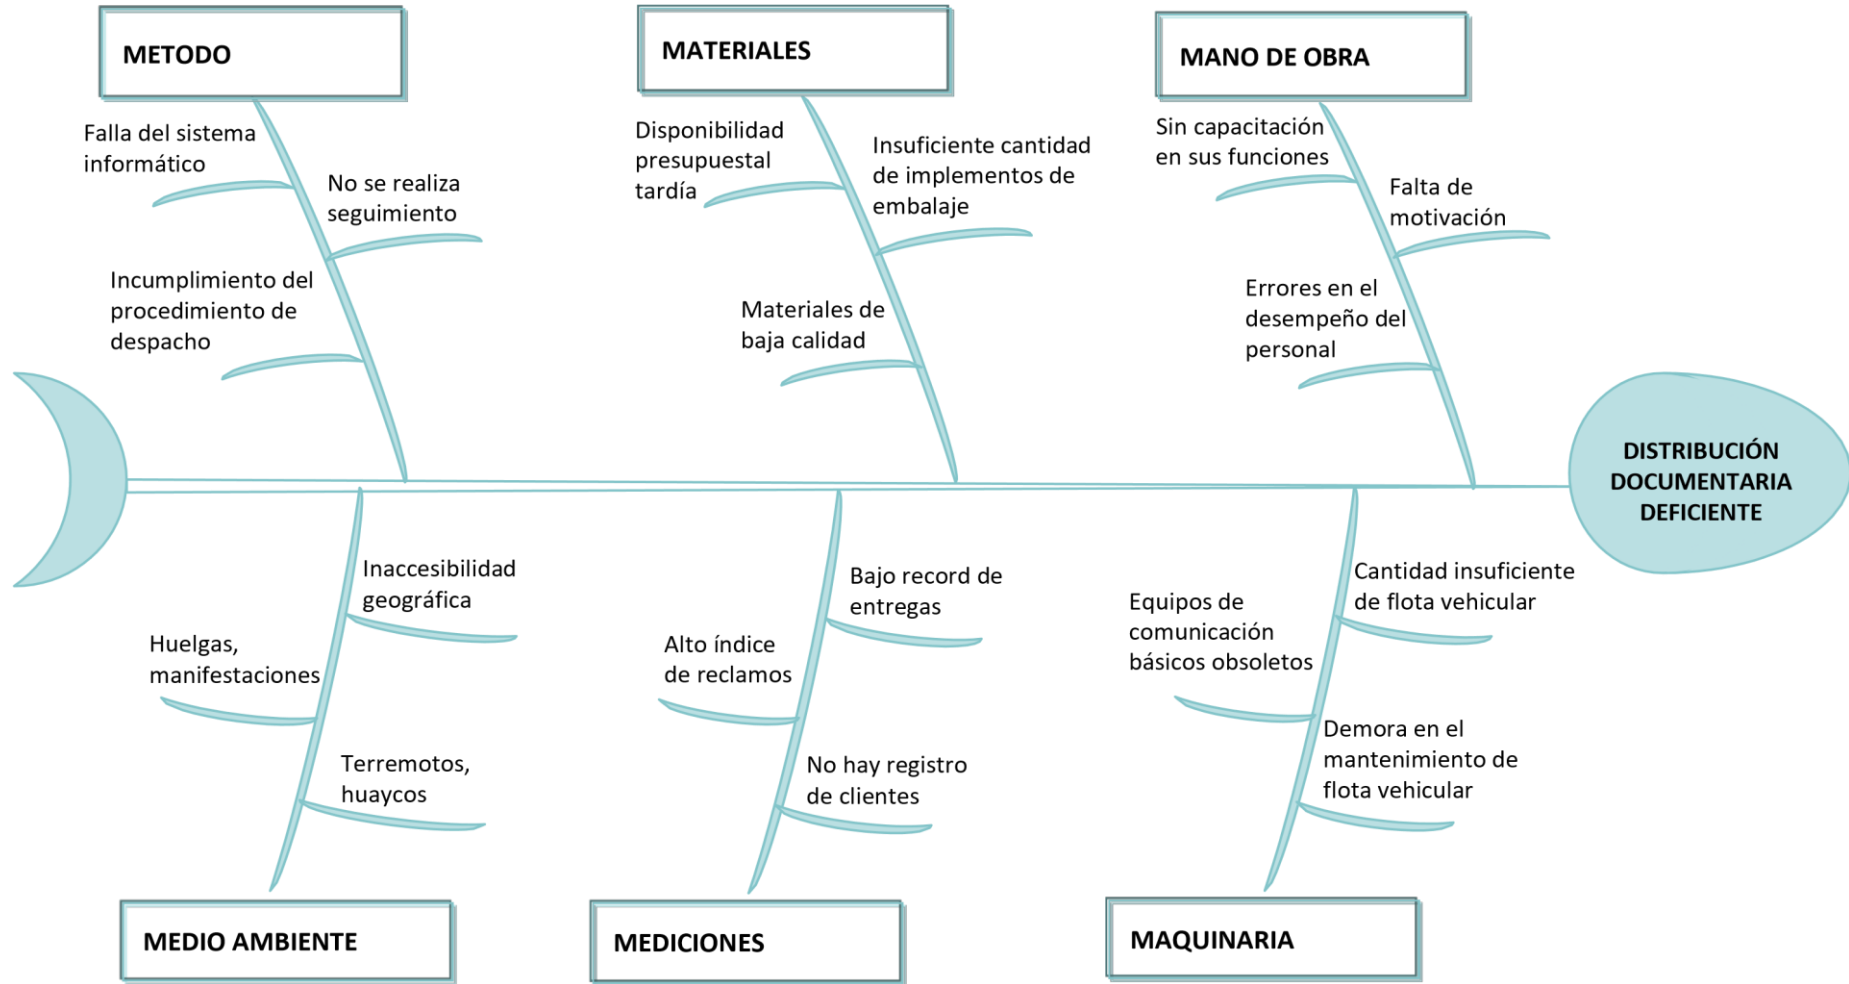 METODO
Falla del sistema
informático
No se realiza
seguimiento
Incumplimiento del
procedimiento de
despacho
MATERIALES
Disponibilidad
presupuestal
tardía
Insuficiente cantidad
de implementos de
embalaje
Materiales de
baja calidad
MANO DE OBRA
Sin capacitación
en sus funciones
Falta de
motivación
Errores en el
desempeño del
personal
DISTRIBUCIÓN
DOCUMENTARIA
DEFICIENTE
Inaccesibilidad
geográfica
Huelgas,
manifestaciones
Terremotos,
huaycos
MEDIO AMBIENTE
Bajo record de
entregas
Alto índice
de reclamos
No hay registro
de clientes
MEDICIONES
Cantidad insuficiente
de flota vehicular
Equipos de
comunicación
básicos obsoletos
Demora en el
mantenimiento de
flota vehicular
MAQUINARIA